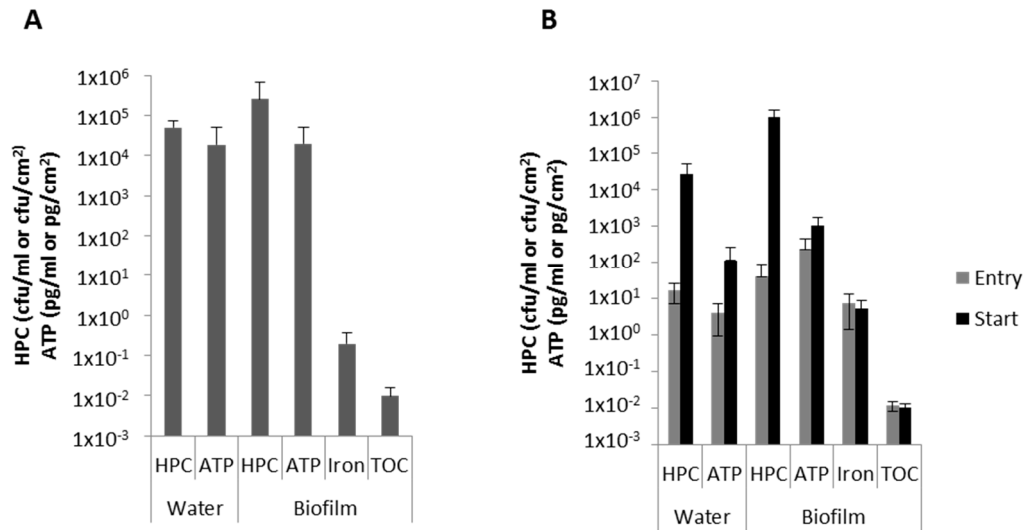 A
HPC (cfu/ml or cfu/cm²)
ATP (pg/ml or pg/cm²)
1x10⁶
1x10⁵
1x10⁴
1x10³
1x10²
1x10¹
1x10⁰
1x10⁻¹
1x10⁻²
1x10⁻³
HPC ATP HPC ATP Iron TOC
Water Biofilm
B
HPC (cfu/ml or cfu/cm²)
ATP (pg/ml or pg/cm²)
1x10⁷
1x10⁶
1x10⁵
1x10⁴
1x10³
1x10²
1x10¹
1x10⁰
1x10⁻¹
1x10⁻²
1x10⁻³
HPC ATP HPC ATP Iron TOC
Water Biofilm
Entry
Start